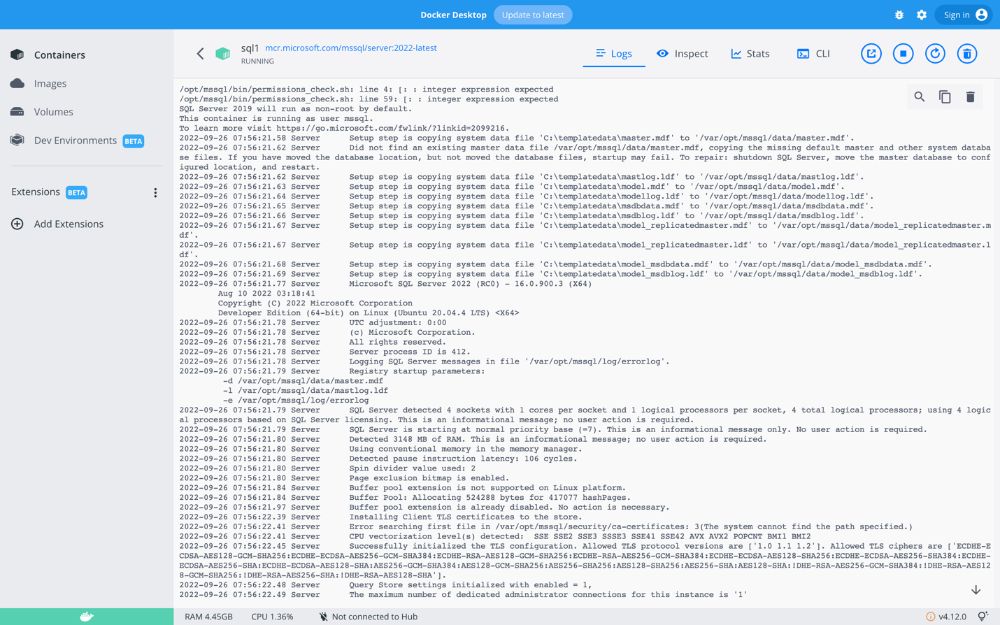 Docker Desktop Update to latest
Sign in
Containers
Images
Volumes
Dev Environments BETA
Extensions BETA
Add Extensions
sql1 mcr.microsoft.com/mssql/server:2022-latest
RUNNING
Logs Inspect Stats CLI
/opt/mssql/bin/permissions_check.sh: line 4: [: : integer expression expected
/opt/mssql/bin/permissions_check.sh: line 59: [: : integer expression expected
SQL Server 2019 will run as non-root by default.
This container is running as user mssql.
To learn more visit https://go.microsoft.com/fwlink/?linkid=2099216.
2022-09-26 07:56:21.58 Server      Setup step is copying system data file 'C:\templatedata\master.mdf' to '/var/opt/mssql/data/master.mdf'.
2022-09-26 07:56:21.62 Server      Did not find an existing master data file /var/opt/mssql/data/master.mdf, copying the missing default master and other system databa
se files. If you have moved the database location, but not moved the database files, startup may fail. To repair: shutdown SQL Server, move the master database to conf
igured location, and restart.
2022-09-26 07:56:21.62 Server      Setup step is copying system data file 'C:\templatedata\mastlog.ldf' to '/var/opt/mssql/data/mastlog.ldf'.
2022-09-26 07:56:21.63 Server      Setup step is copying system data file 'C:\templatedata\model.mdf' to '/var/opt/mssql/data/model.mdf'.
2022-09-26 07:56:21.64 Server      Setup step is copying system data file 'C:\templatedata\modellog.ldf' to '/var/opt/mssql/data/modellog.ldf'.
2022-09-26 07:56:21.65 Server      Setup step is copying system data file 'C:\templatedata\msdbdata.mdf' to '/var/opt/mssql/data/msdbdata.mdf'.
2022-09-26 07:56:21.66 Server      Setup step is copying system data file 'C:\templatedata\msdblog.ldf' to '/var/opt/mssql/data/msdblog.ldf'.
2022-09-26 07:56:21.67 Server      Setup step is copying system data file 'C:\templatedata\model_replicatedmaster.mdf' to '/var/opt/mssql/data/model_replicatedmaster.m
df'.
2022-09-26 07:56:21.67 Server      Setup step is copying system data file 'C:\templatedata\model_replicatedmaster.ldf' to '/var/opt/mssql/data/model_replicatedmaster.l
df'.
2022-09-26 07:56:21.68 Server      Setup step is copying system data file 'C:\templatedata\model_msdbdata.mdf' to '/var/opt/mssql/data/model_msdbdata.mdf'.
2022-09-26 07:56:21.69 Server      Setup step is copying system data file 'C:\templatedata\model_msdblog.ldf' to '/var/opt/mssql/data/model_msdblog.ldf'.
2022-09-26 07:56:21.77 Server      Microsoft SQL Server 2022 (RC0) - 16.0.900.3 (X64)
Aug 10 2022 03:18:41
Copyright (C) 2022 Microsoft Corporation
Developer Edition (64-bit) on Linux (Ubuntu 20.04.4 LTS) <X64>
2022-09-26 07:56:21.78 Server      UTC adjustment: 0:00
2022-09-26 07:56:21.78 Server      (c) Microsoft Corporation.
2022-09-26 07:56:21.78 Server      All rights reserved.
2022-09-26 07:56:21.78 Server      Server process ID is 412.
2022-09-26 07:56:21.78 Server      Logging SQL Server messages in file '/var/opt/mssql/log/errorlog'.
2022-09-26 07:56:21.79 Server      Registry startup parameters:
-d /var/opt/mssql/data/master.mdf
-l /var/opt/mssql/data/mastlog.ldf
-e /var/opt/mssql/log/errorlog
2022-09-26 07:56:21.79 Server      SQL Server detected 4 sockets with 1 cores per socket and 1 logical processors per socket, 4 total logical processors; using 4 logic
al processors based on SQL Server licensing. This is an informational message; no user action is required.
2022-09-26 07:56:21.79 Server      SQL Server is starting at normal priority base (=7). This is an informational message only. No user action is required.
2022-09-26 07:56:21.80 Server      Detected 3148 MB of RAM. This is an informational message; no user action is required.
2022-09-26 07:56:21.80 Server      Using conventional memory in the memory manager.
2022-09-26 07:56:21.80 Server      Detected pause instruction latency: 106 cycles.
2022-09-26 07:56:21.80 Server      Spin divider value used: 2
2022-09-26 07:56:21.80 Server      Page exclusion bitmap is enabled.
2022-09-26 07:56:21.84 Server      Buffer pool extension is not supported on Linux platform.
2022-09-26 07:56:21.84 Server      Buffer Pool: Allocating 524288 bytes for 417077 hashPages.
2022-09-26 07:56:21.97 Server      Buffer pool extension is already disabled. No action is necessary.
2022-09-26 07:56:22.39 Server      Installing Client TLS certificates to the store.
2022-09-26 07:56:22.41 Server      Error searching first file in /var/opt/mssql/security/ca-certificates: 3(The system cannot find the path specified.)
2022-09-26 07:56:22.41 Server      CPU vectorization level(s) detected:  SSE SSE2 SSE3 SSSE3 SSE41 SSE42 AVX AVX2 POPCNT BMI1 BMI2
2022-09-26 07:56:22.45 Server      Successfully initialized the TLS configuration. Allowed TLS protocol versions are ['1.0 1.1 1.2']. Allowed TLS ciphers are ['ECDHE-E
CDSA-AES128-GCM-SHA256:ECDHE-ECDSA-AES256-GCM-SHA384:ECDHE-RSA-AES128-GCM-SHA256:ECDHE-RSA-AES256-GCM-SHA384:ECDHE-ECDSA-AES128-SHA256:ECDHE-ECDSA-AES256-SHA384:ECDHE-
ECDSA-AES256-SHA:ECDHE-ECDSA-AES128-SHA:AES256-GCM-SHA384:AES128-GCM-SHA256:AES256-SHA256:AES128-SHA256:AES256-SHA:AES128-SHA:!DHE-RSA-AES256-GCM-SHA384:!DHE-RSA-AES12
8-GCM-SHA256:!DHE-RSA-AES256-SHA:!DHE-RSA-AES128-SHA'].
2022-09-26 07:56:22.48 Server      Query Store settings initialized with enabled = 1,
2022-09-26 07:56:22.49 Server      The maximum number of dedicated administrator connections for this instance is '1'
RAM 4.45GB CPU 1.36% Not connected to Hub v4.12.0